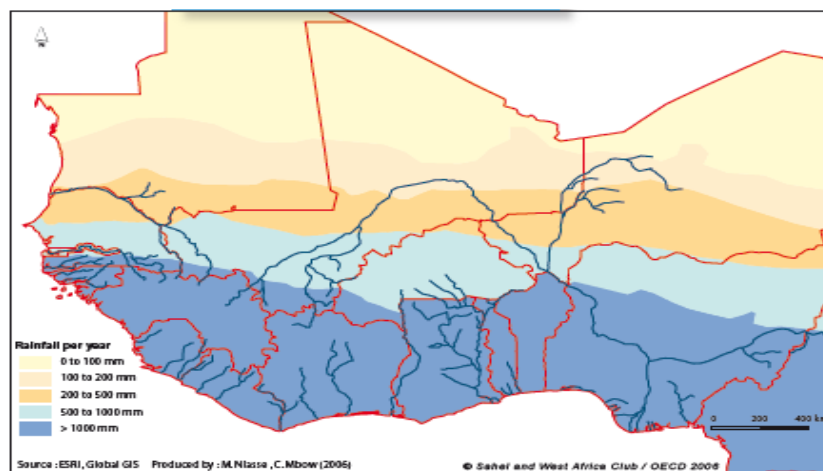 Rainfall per year
0 to 100 mm
100 to 200 mm
200 to 500 mm
500 to 1000 mm
> 1000 mm
0 200 400 k
Source : ESRI, Global GIS Produced by : M.Niasse , C.Mbow (2006)
© Sahel and West Africa Club / OECD 2006